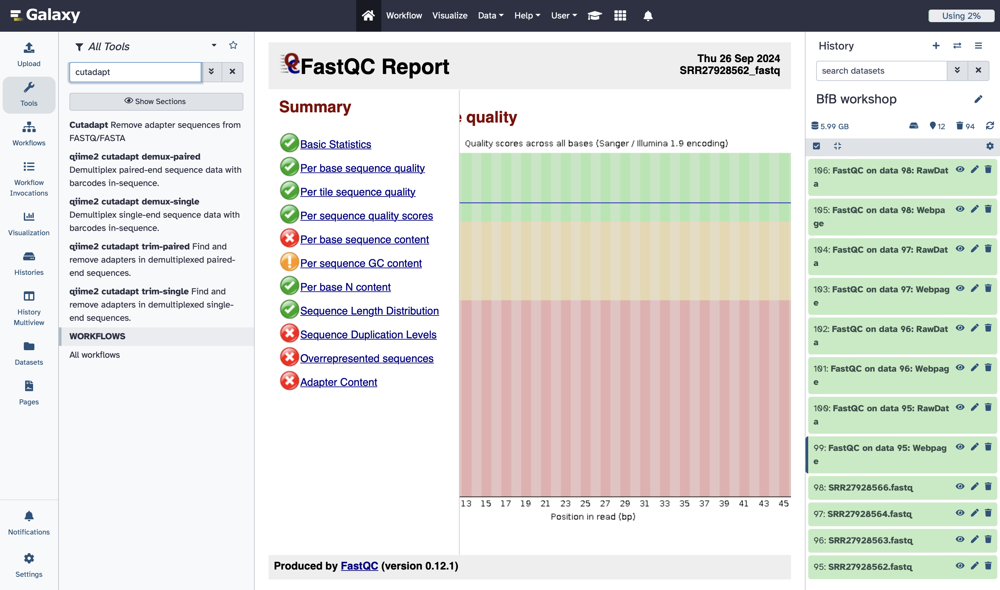 Galaxy
Workflow
Visualize
Data
Help
User
Using 2%
Upload
Tools
Workflows
Workflow
Invocations
Visualization
Histories
History
Multiview
Datasets
Pages
Notifications
Settings
All Tools
cutadapt
Show Sections
Cutadapt Remove adapter sequences from
FASTQ/FASTA
qiime2 cutadapt demux-paired
Demultiplex paired-end sequence data with
barcodes in-sequence.
qiime2 cutadapt demux-single
Demultiplex single-end sequence data with
barcodes in-sequence.
qiime2 cutadapt trim-paired Find and
remove adapters in demultiplexed paired-
end sequences.
qiime2 cutadapt trim-single Find and
remove adapters in demultiplexed single-
end sequences.
WORKFLOWS
All workflows
FastQC Report
Thu 26 Sep 2024
SRR27928562_fastq
Summary
Basic Statistics
Per base sequence quality
Per tile sequence quality
Per sequence quality scores
Per base sequence content
Per sequence GC content
Per base N content
Sequence Length Distribution
Sequence Duplication Levels
Overrepresented sequences
Adapter Content
quality
Quality scores across all bases (Sanger / Illumina 1.9 encoding)
13 15 17 19 21 23 25 27 29 31 33 35 37 39 41 43 45
Position in read (bp)
Produced by FastQC (version 0.12.1)
History
search datasets
BfB workshop
5.99 GB
12
94
106: FastQC on data 98: RawDat
a
105: FastQC on data 98: Webpa
ge
104: FastQC on data 97: RawDat
a
103: FastQC on data 97: Webpag
e
102: FastQC on data 96: RawDat
a
101: FastQC on data 96: Webpag
e
100: FastQC on data 95: RawDat
a
99: FastQC on data 95: Webpag
e
98: SRR27928566.fastq
97: SRR27928564.fastq
96: SRR27928563.fastq
95: SRR27928562.fastq